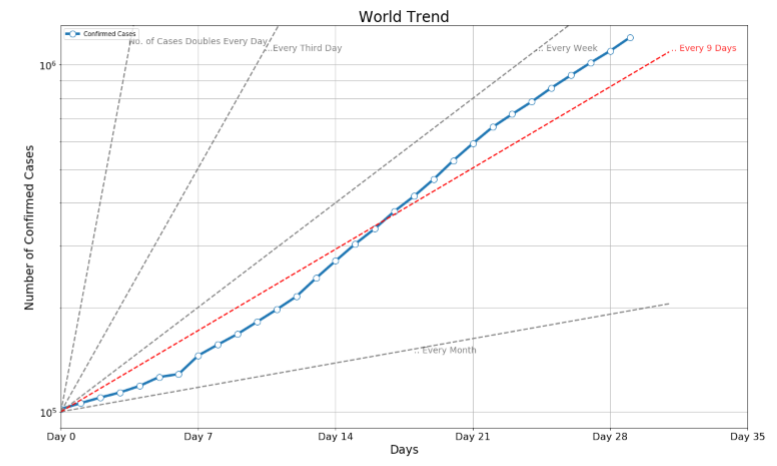 World Trend
Confirmed Cases
No. of Cases Doubles Every Day
.. Every Third Day
.. Every Week
.. Every 9 Days
.. Every Month
Number of Confirmed Cases
10^6
10^5
Day 0
Day 7
Day 14
Day 21
Day 28
Day 35
Days